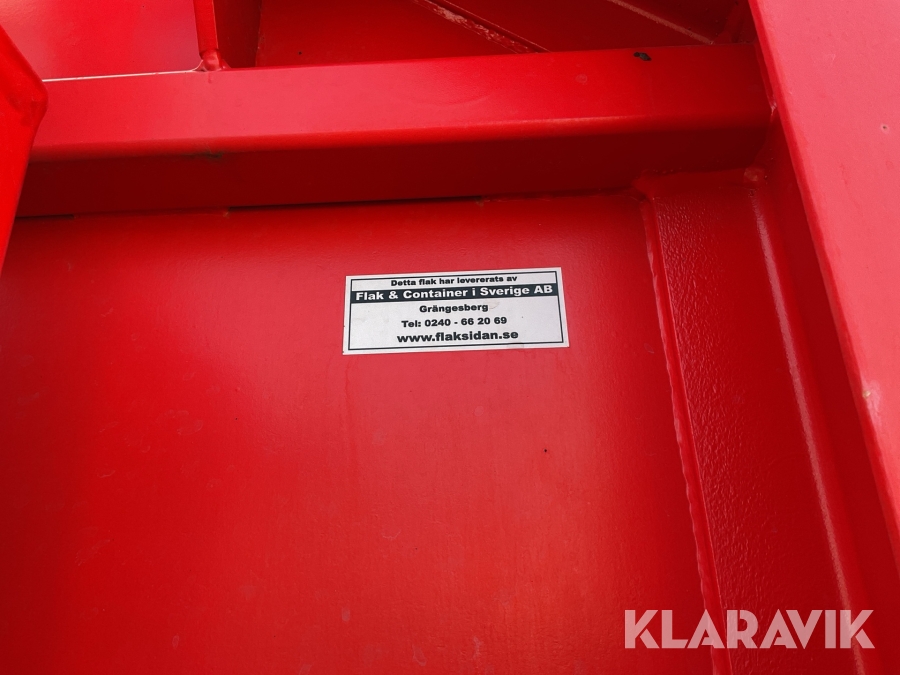 Detta flak har levererats av
Flak & Container i Sverige AB
Grängesberg
Tel: 0240 - 66 20 69
www.flaksidan.se
KLARAVIK